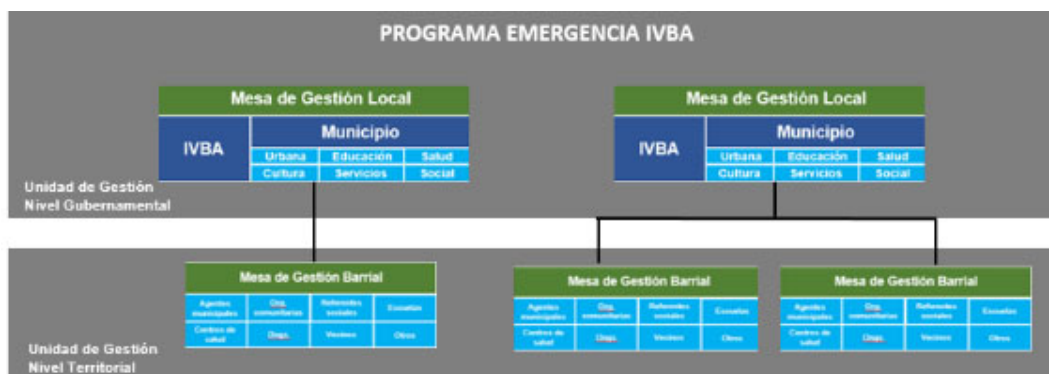 PROGRAMA EMERGENCIA IVBA
Mesa de Gestión Local
IVBA
Municipio
Urbana Educación Salud
Cultura Servicios Social
Mesa de Gestión Local
IVBA
Municipio
Urbana Educación Salud
Cultura Servicios Social
Unidad de Gestión
Nivel Gubernamental
Mesa de Gestión Barrial
Agentes municipales Org. comunitarias Referentes sociales Escuelas
Centros de salud Vecinos Otros
Mesa de Gestión Barrial
Agentes municipales Org. comunitarias Referentes sociales Escuelas
Centros de salud Vecinos Otros
Mesa de Gestión Barrial
Agentes municipales Org. comunitarias Referentes sociales Escuelas
Centros de salud Vecinos Otros
Unidad de Gestión
Nivel Territorial